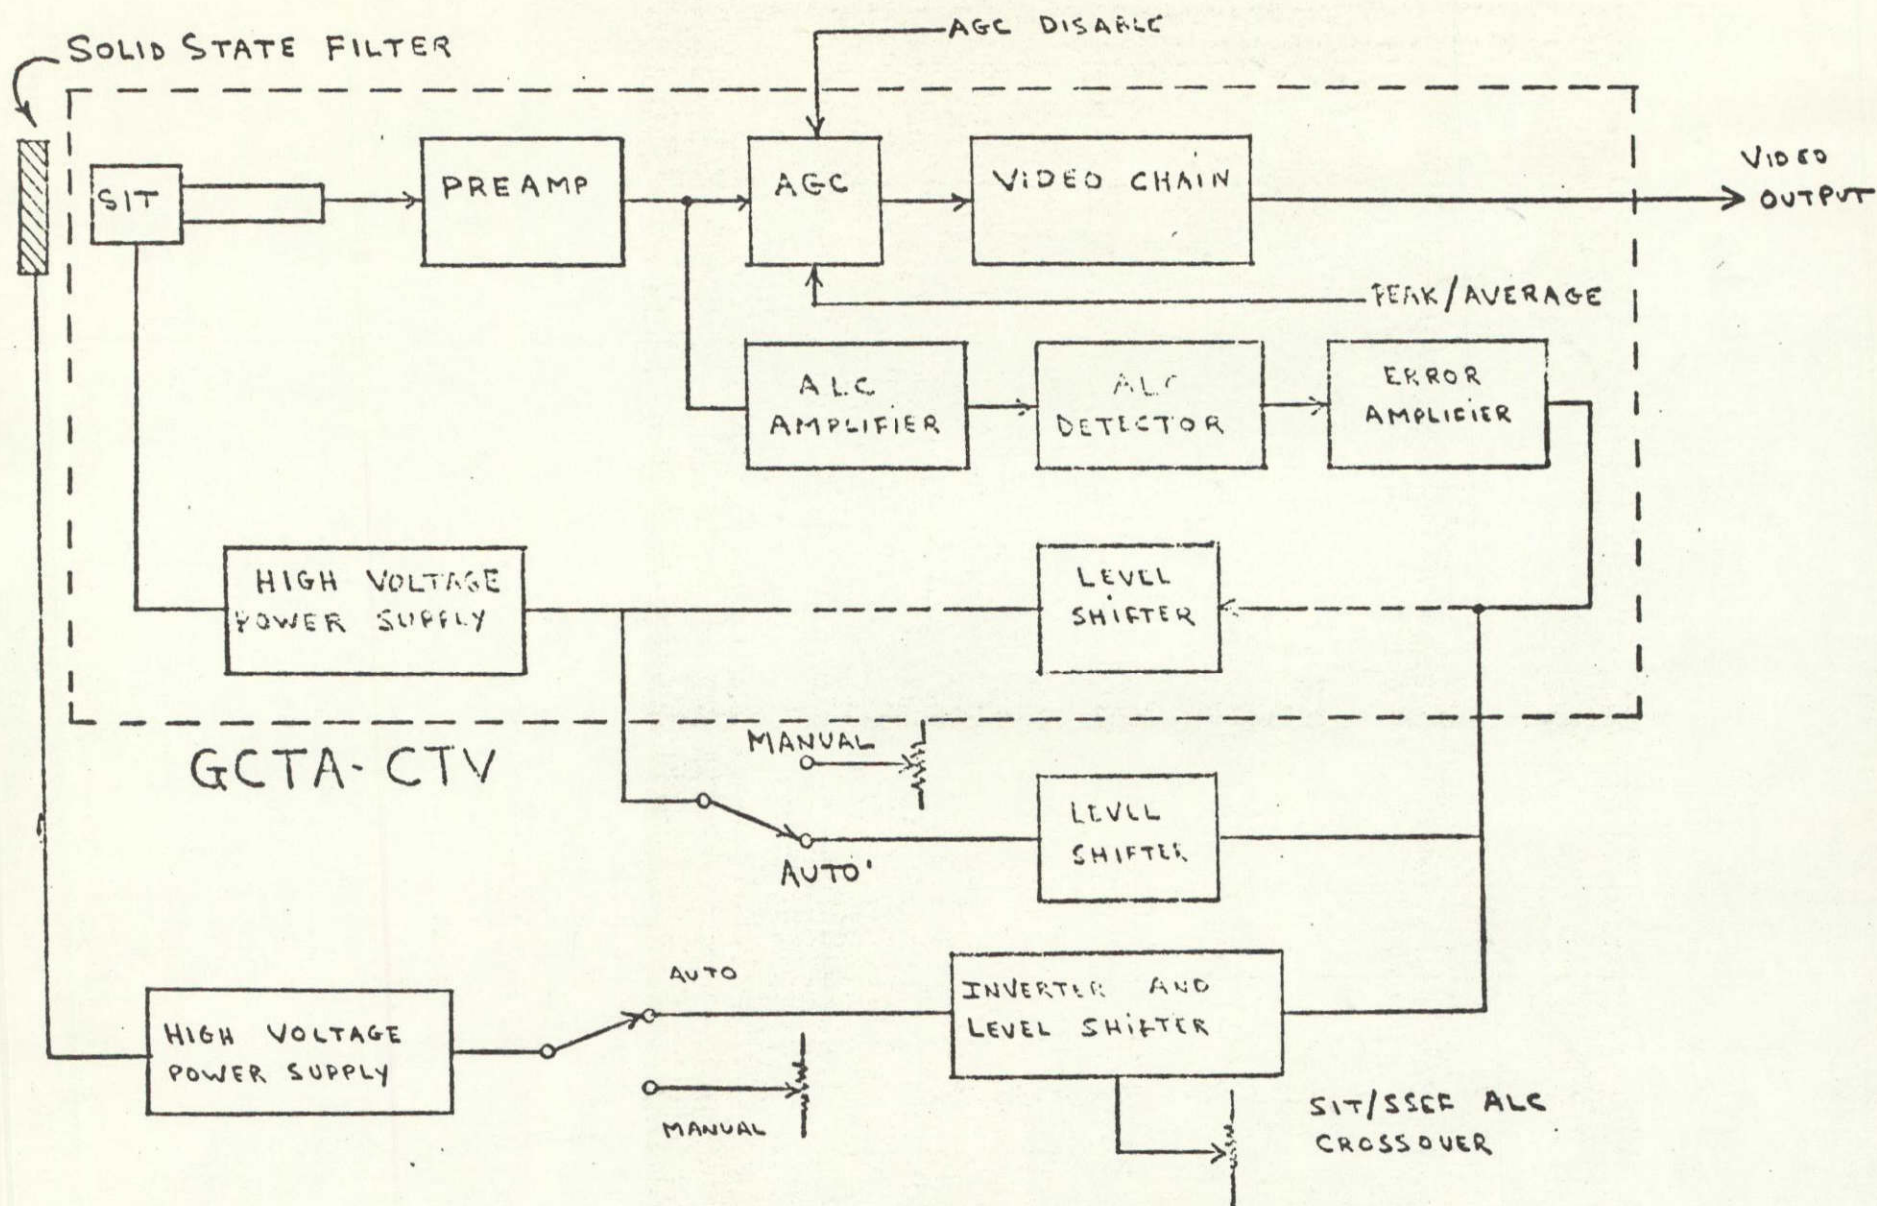 AGC DISABLE
SOLID STATE FILTER
SIT
PREAMP
AGC
VIDEO CHAIN
VIDEO
OUTPUT
PEAK/AVERAGE
ALC
AMPLIFIER
ALC
DETECTOR
ERROR
AMPLIFIER
HIGH VOLTAGE
POWER SUPPLY
LEVEL
SHIFTER
GCTA-CTV
MANUAL
AUTO
LEVEL
SHIFTER
AUTO
INVERTER AND
LEVEL SHIFTER
HIGH VOLTAGE
POWER SUPPLY
MANUAL
SIT/SSEF ALC
CROSSOVER